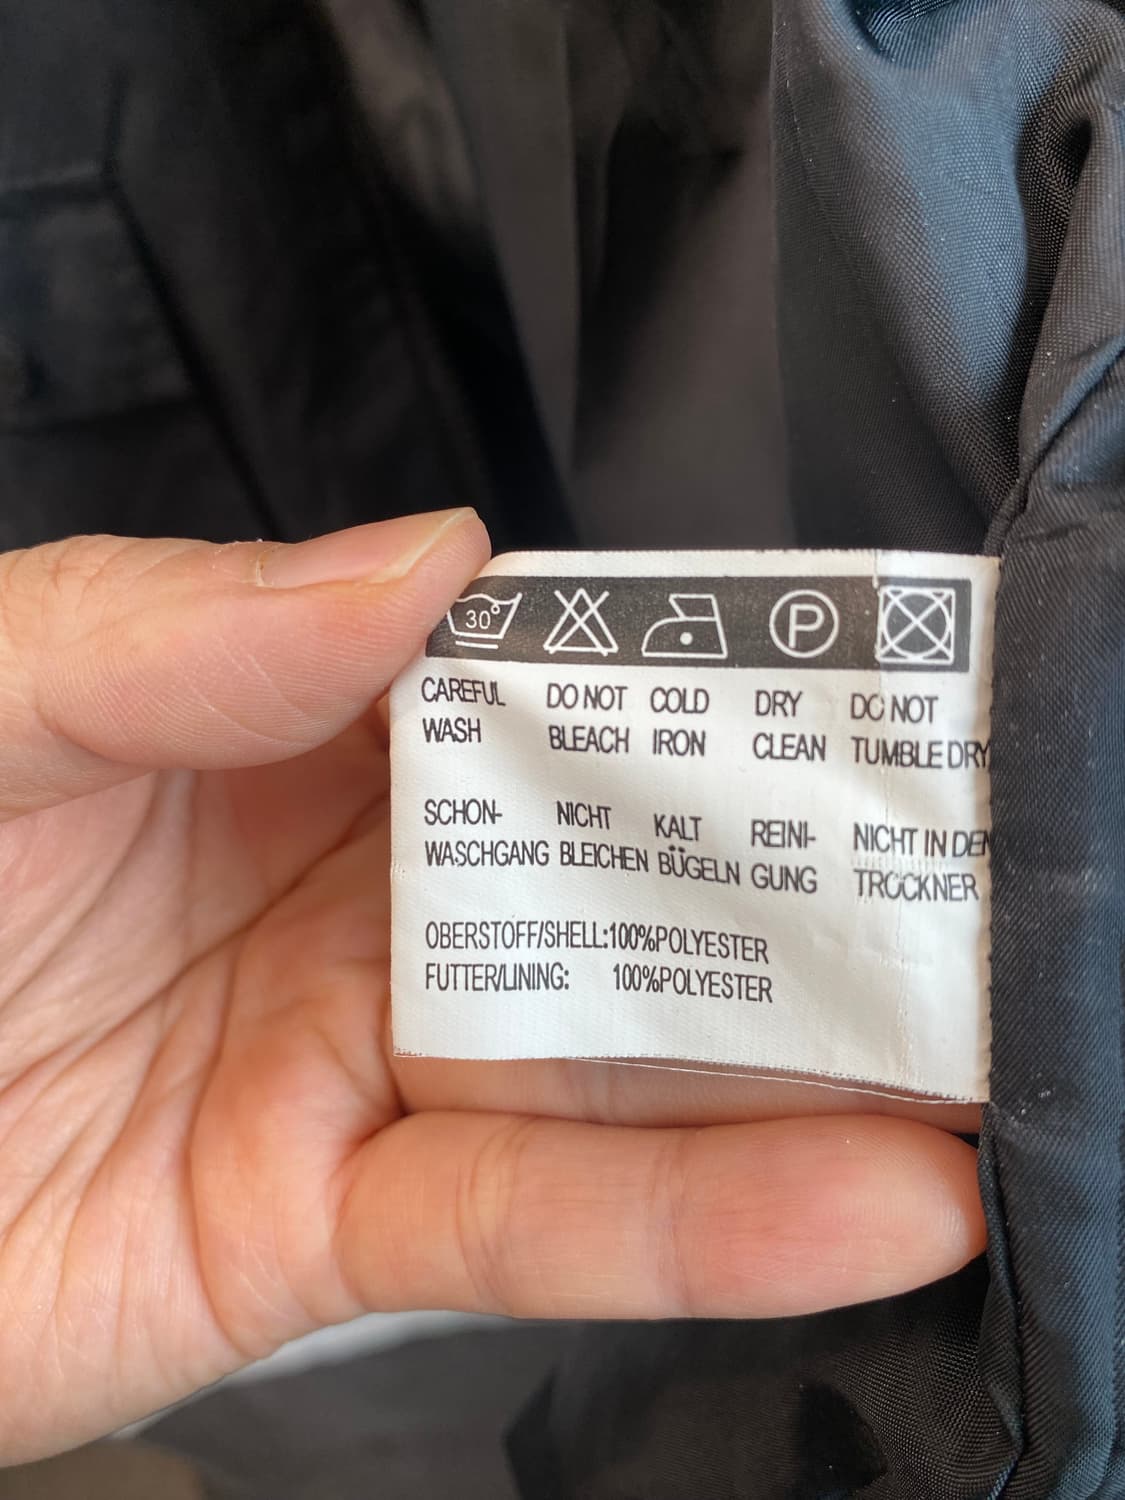 30° P
CAREFUL DO NOT COLD DRY DO NOT
WASH BLEACH IRON CLEAN TUMBLE DRY
SCHON- NICHT KALT REINI- NICHT IN DEN
WASCHGANG BLEICHEN BÜGELN GUNG TROCKNER
OBERSTOFF/SHELL:100%POLYESTER
FUTTER/LINING: 100%POLYESTER